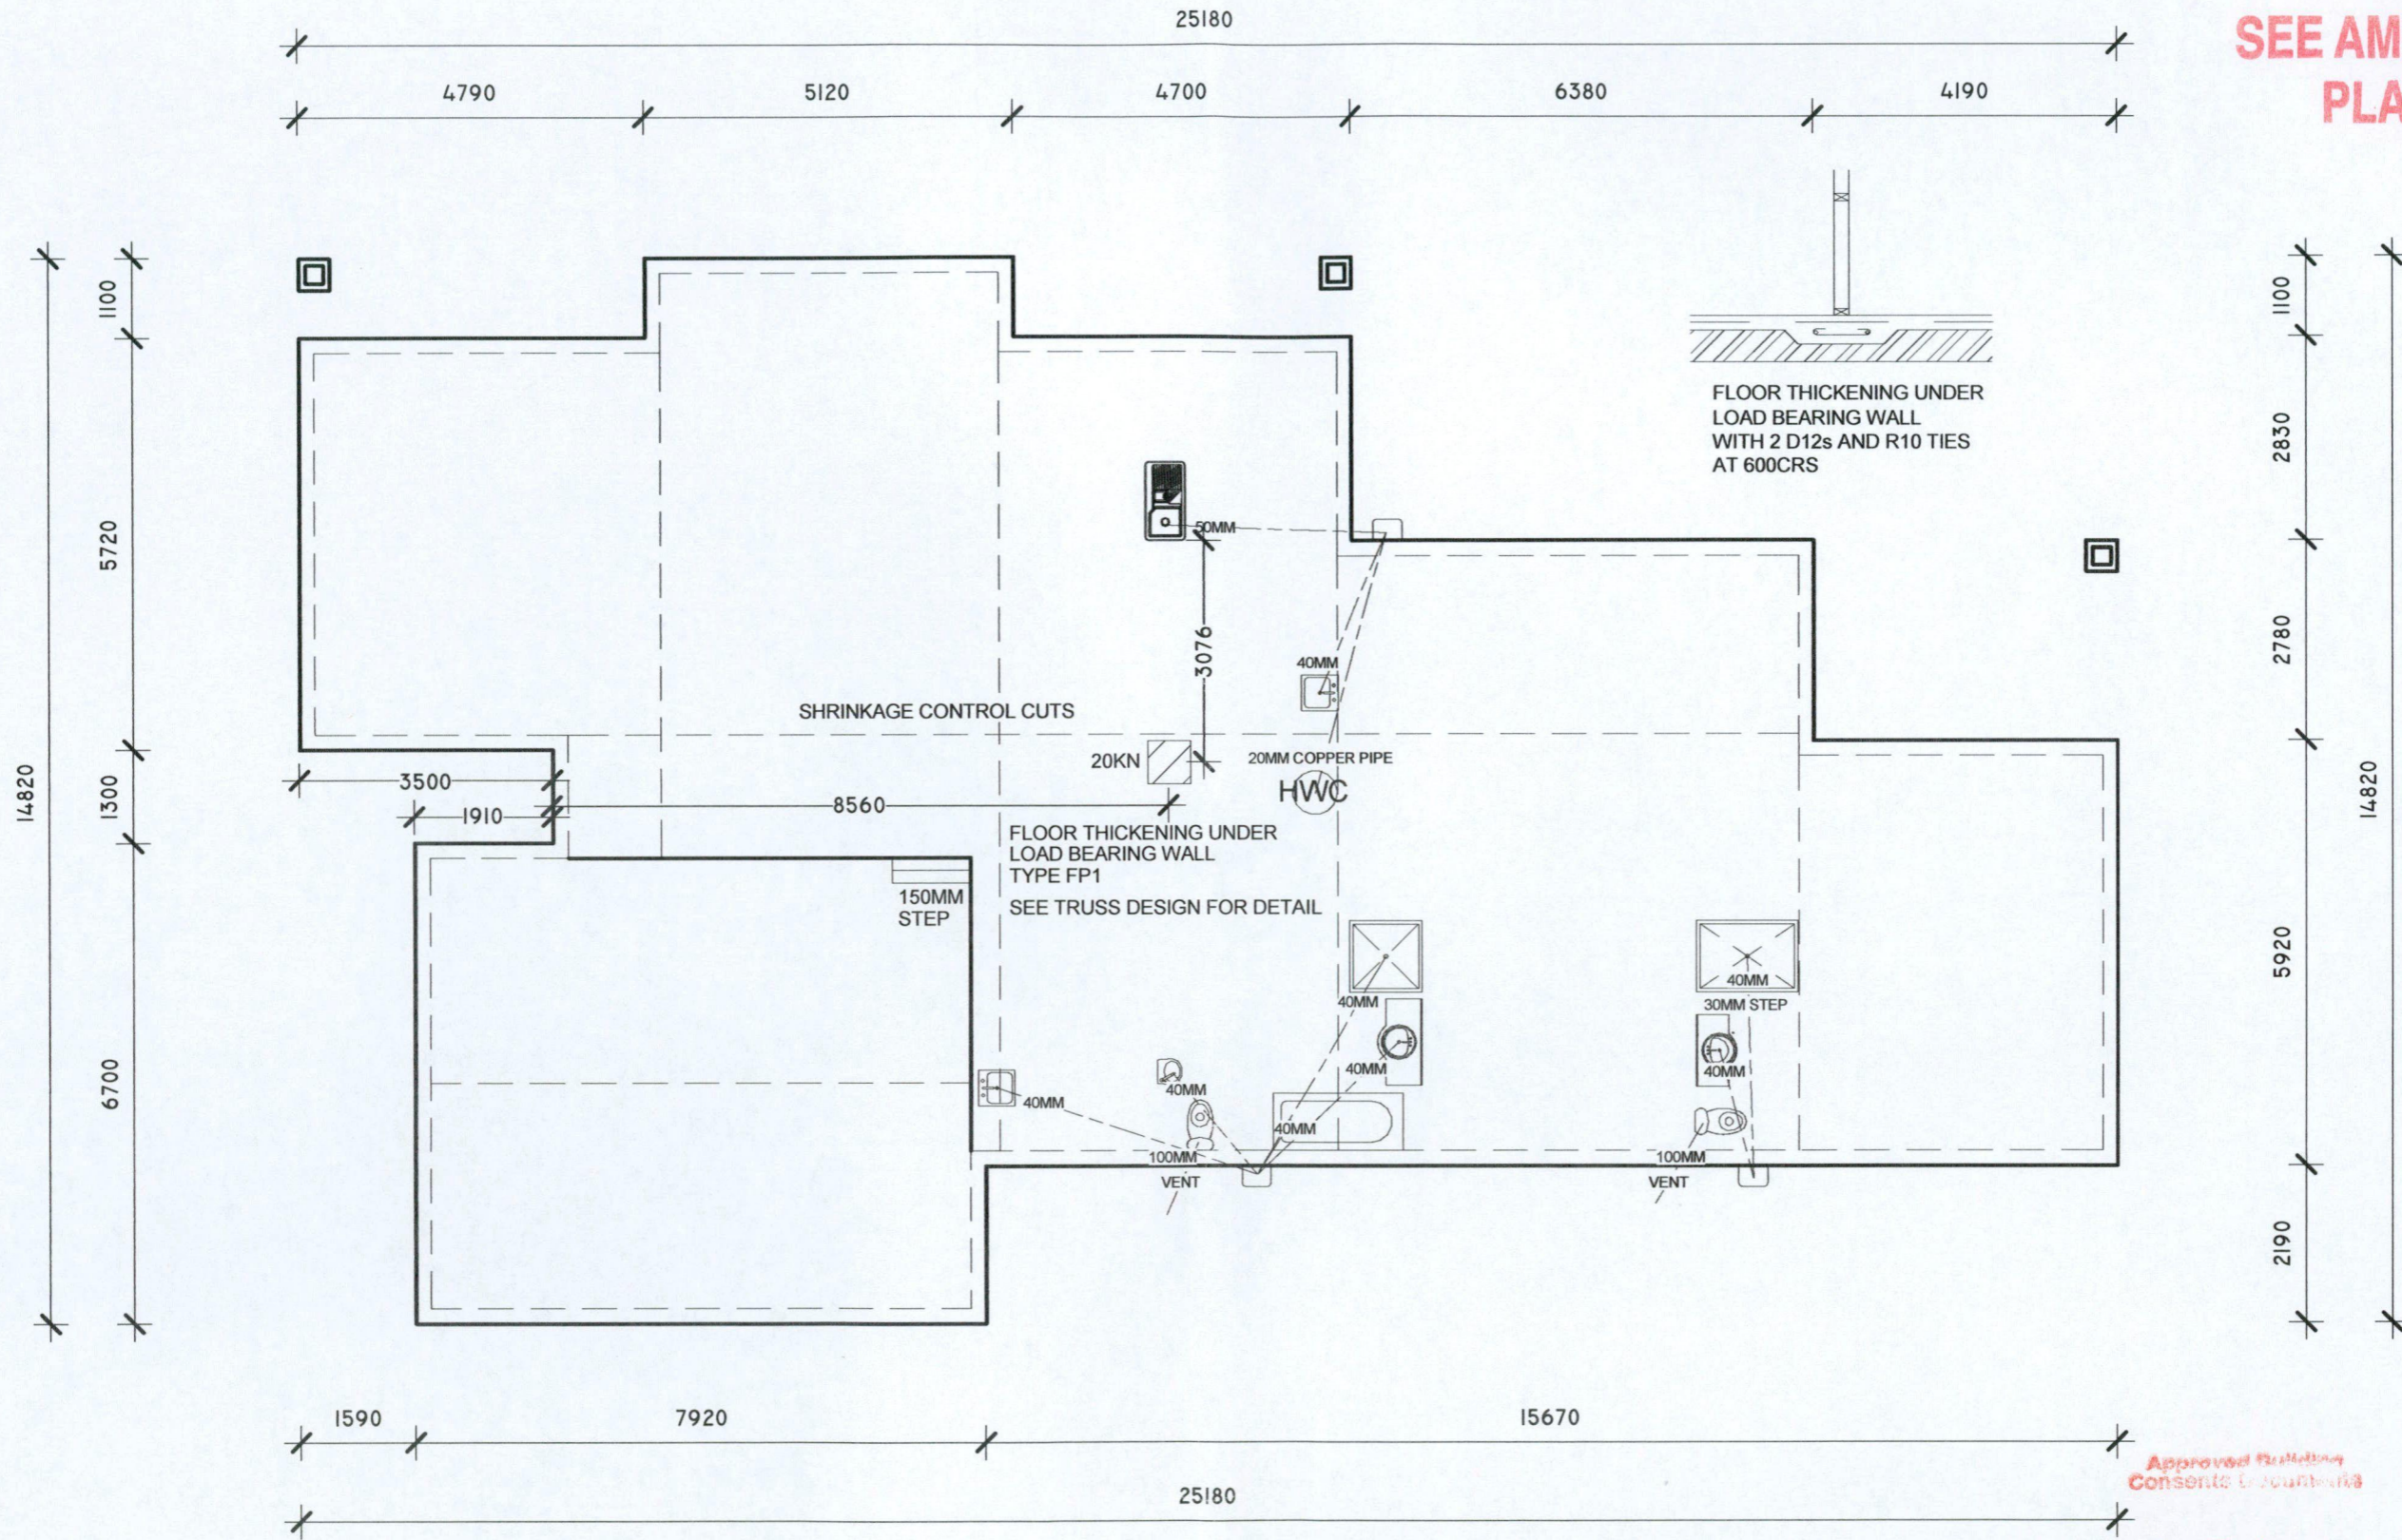 25180
SEE AM
PLA
4790
5120
4700
6380
4190
1100
5720
1300
6700
14820
1100
2830
2780
5920
2190
14820
FLOOR THICKENING UNDER
LOAD BEARING WALL
WITH 2 D12s AND R10 TIES
AT 600CRS
50MM
3076
40MM
SHRINKAGE CONTROL CUTS
20KN
20MM COPPER PIPE
HWC
3500
1910
8560
FLOOR THICKENING UNDER
LOAD BEARING WALL
TYPE FP1
SEE TRUSS DESIGN FOR DETAIL
150MM
STEP
40MM
40MM
30MM STEP
40MM
40MM
40MM
40MM
40MM
100MM
VENT
100MM
VENT
1590
7920
15670
25180
Approved Building
Consents Documents